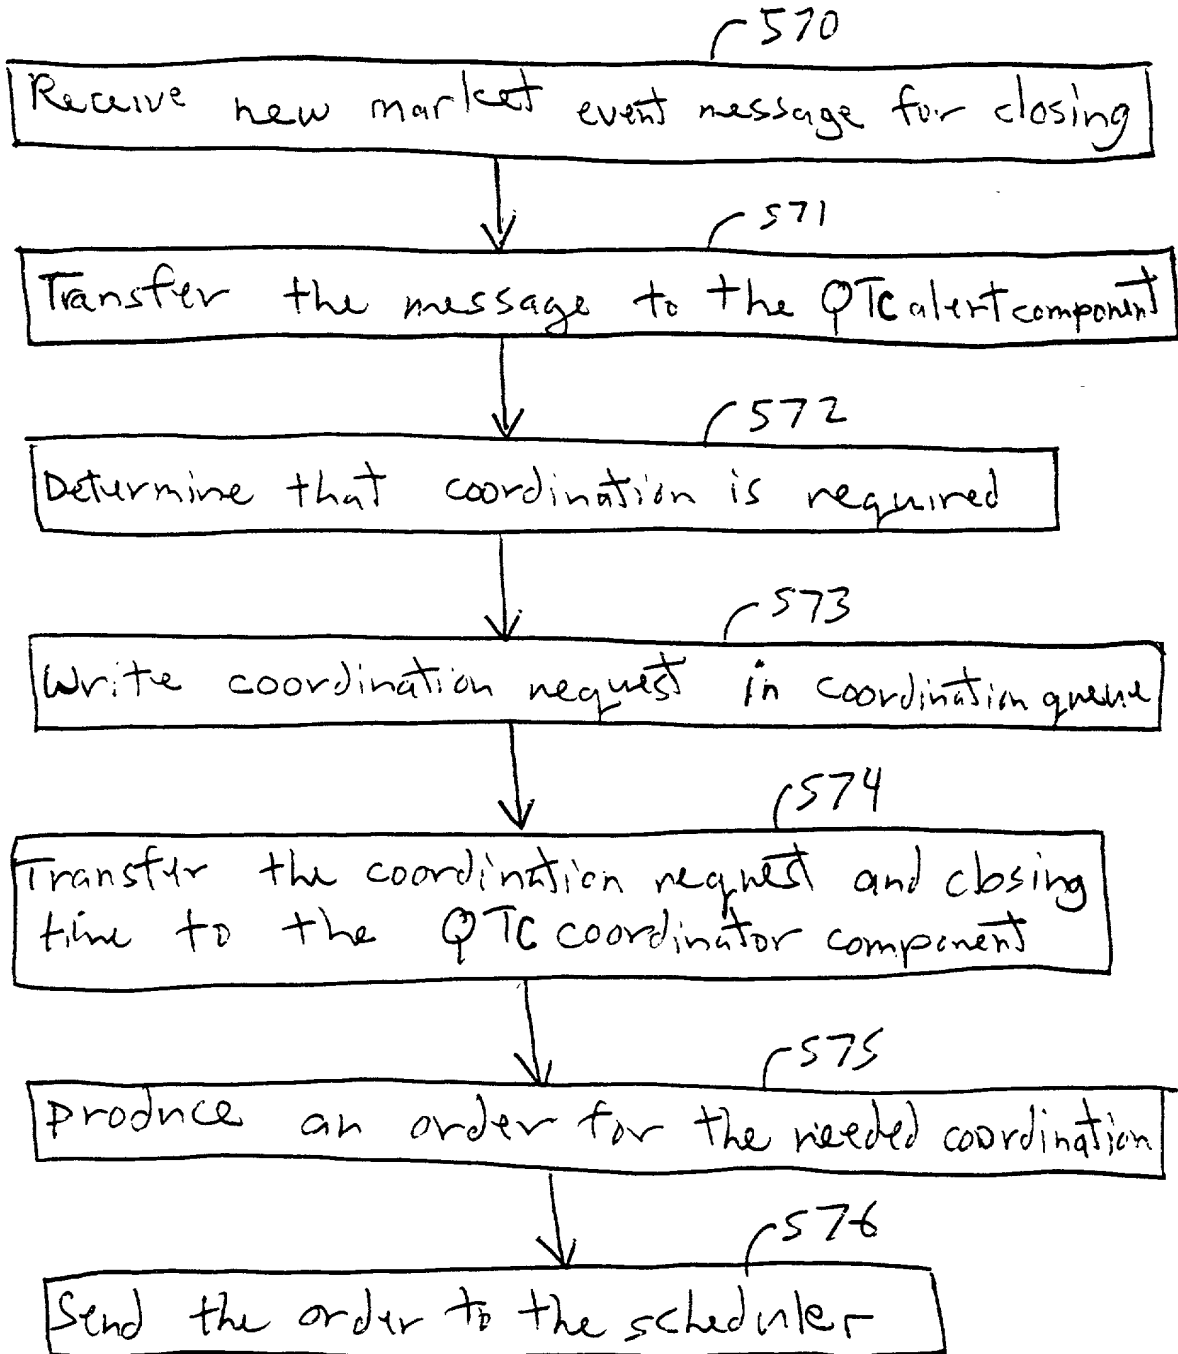 570
Receive new market event message for closing
571
Transfer the message to the QTC alert component
572
Determine that coordination is required
573
Write coordination request in coordination queue
574
Transfer the coordination request and closing
time to the QTC coordinator component
575
produce an order for the needed coordination
576
Send the order to the scheduler